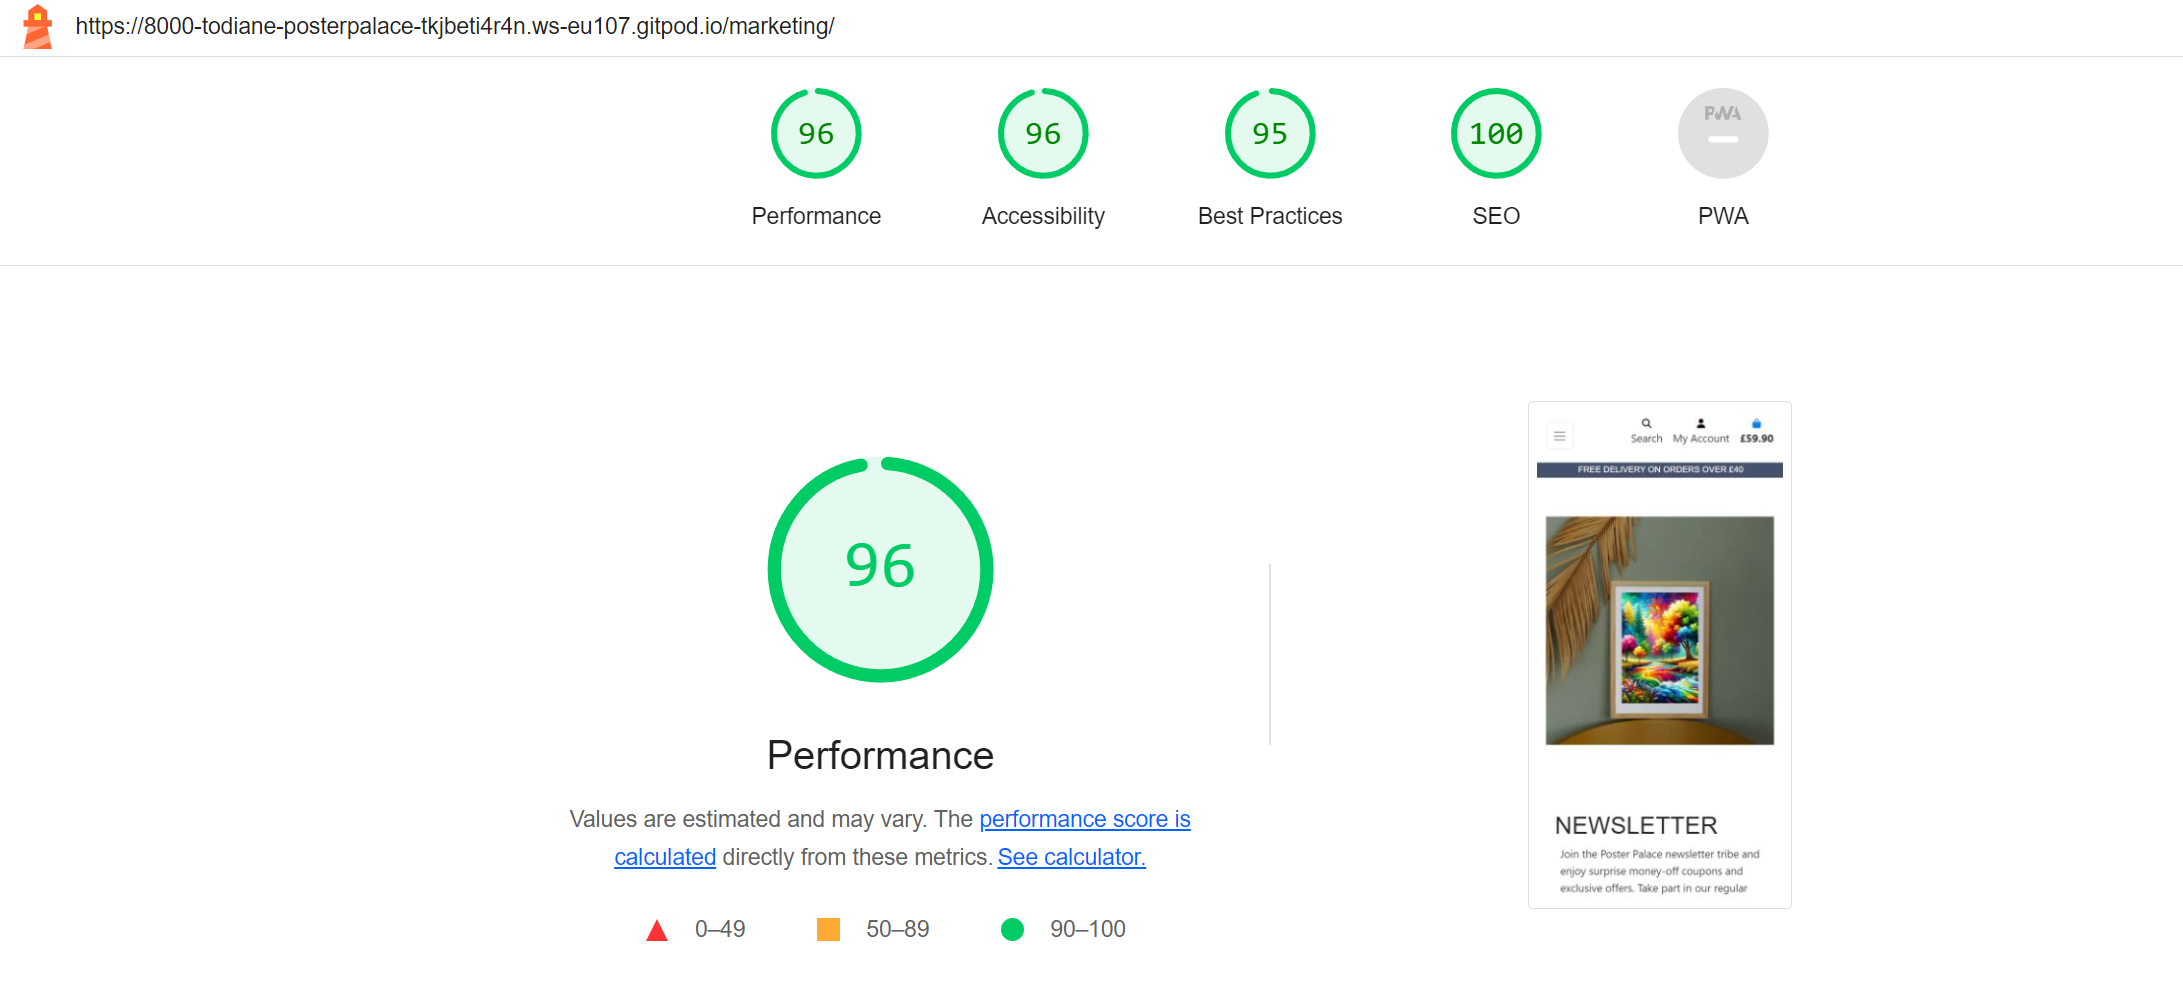 https://8000-todiane-posterpalace-tkjbeti4r4n.ws-eu107.gitpod.io/marketing/
96
96
95
100
PWA
Performance
Accessibility
Best Practices
SEO
PWA
96
Performance
Values are estimated and may vary. The performance score is
calculated directly from these metrics. See calculator.
0–49
50–89
90–100
Search
My Account
£59.90
FREE DELIVERY ON ORDERS OVER £40
NEWSLETTER
Join the Poster Palace newsletter tribe and
enjoy surprise money-off coupons and
exclusive offers. Take part in our regular